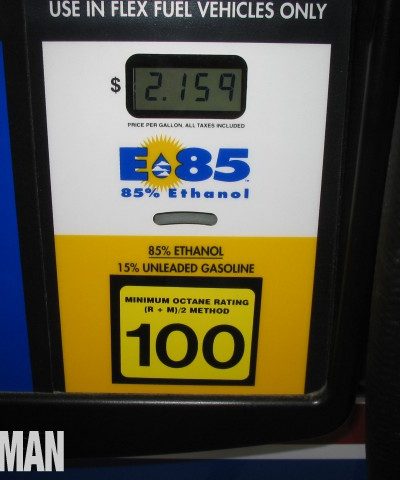 USE IN FLEX FUEL VEHICLES ONLY
$ 2.159
PRICE PER GALLON, ALL TAXES INCLUDED
E85
85% Ethanol
85% ETHANOL
15% UNLEADED GASOLINE
MINIMUM OCTANE RATING
(R + M)/2 METHOD
100
MAN